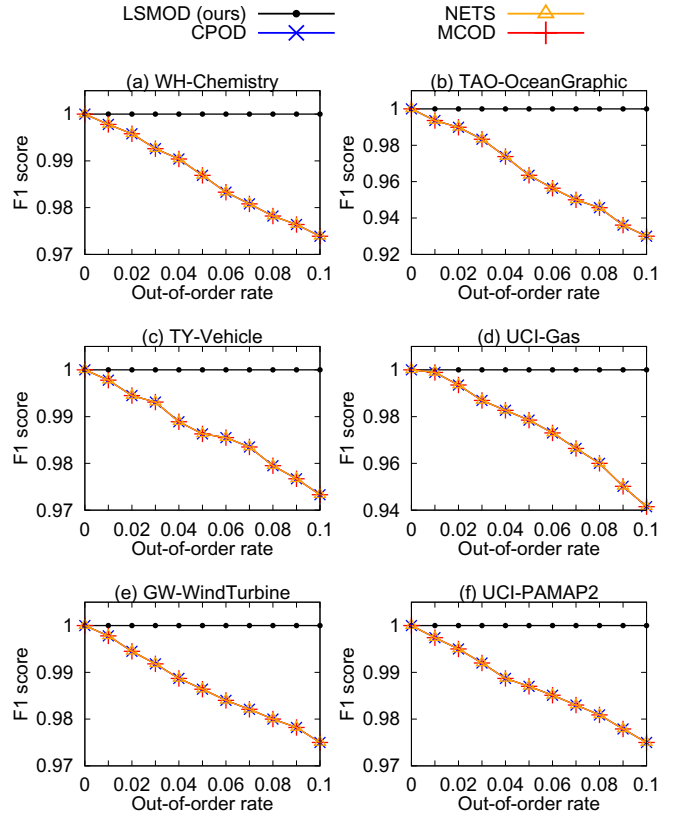 LSMOD (ours) NETS
CPOD MCOD
(a) WH-Chemistry (b) TAO-OceanGraphic
1 1
0.99 0.98
0.98 0.96
0.94
0.97 0.92
0 0.02 0.04 0.06 0.08 0.1 0 0.02 0.04 0.06 0.08 0.1
F1 score F1 score
Out-of-order rate Out-of-order rate
(c) TY-Vehicle (d) UCI-Gas
1 1
0.99 0.98
0.98 0.96
0.97 0.94
0 0.02 0.04 0.06 0.08 0.1 0 0.02 0.04 0.06 0.08 0.1
F1 score F1 score
Out-of-order rate Out-of-order rate
(e) GW-WindTurbine (f) UCI-PAMAP2
1 1
0.99 0.99
0.98 0.98
0.97 0.97
0 0.02 0.04 0.06 0.08 0.1 0 0.02 0.04 0.06 0.08 0.1
F1 score F1 score
Out-of-order rate Out-of-order rate